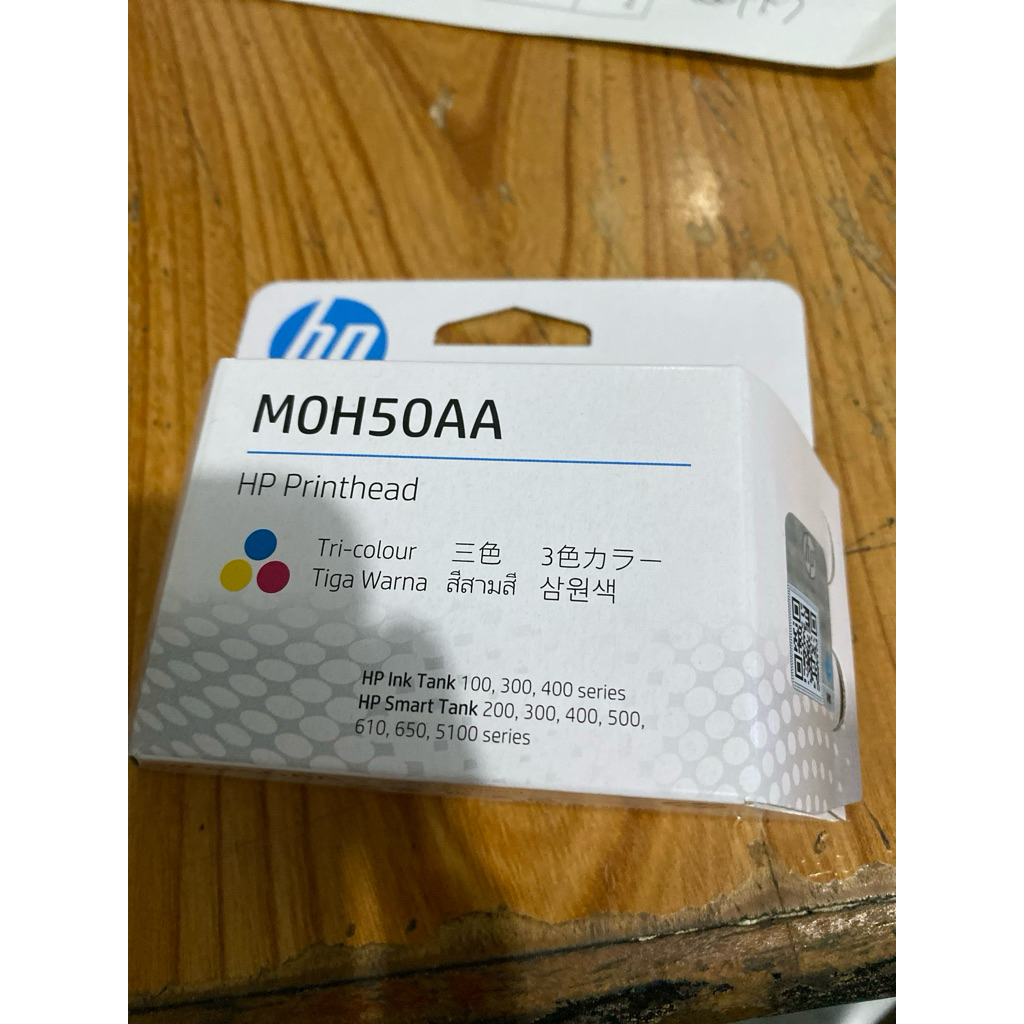 hp
M0H50AA
HP Printhead
Tri-colour 三色 3色カラー
Tiga Warna สีสามสี 삼원색
HP Ink Tank 100, 300, 400 series
HP Smart Tank 200, 300, 400, 500,
610, 650, 5100 series
hp